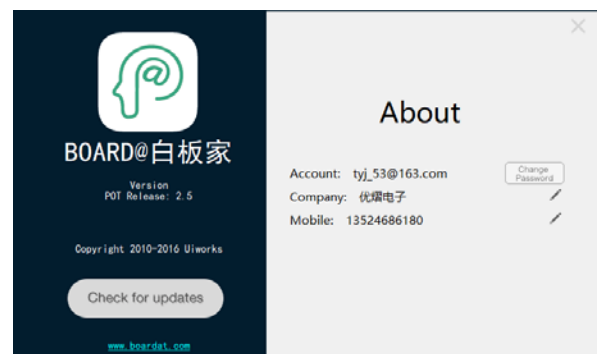 BOARD@白板家
Version
POT Release: 2.5
Copyright 2010-2016 Uiworks
Check for updates
www.boardat.com
About
Account: tyj_53@163.com
Change Password
Company: 优熠电子
Mobile: 13524686180